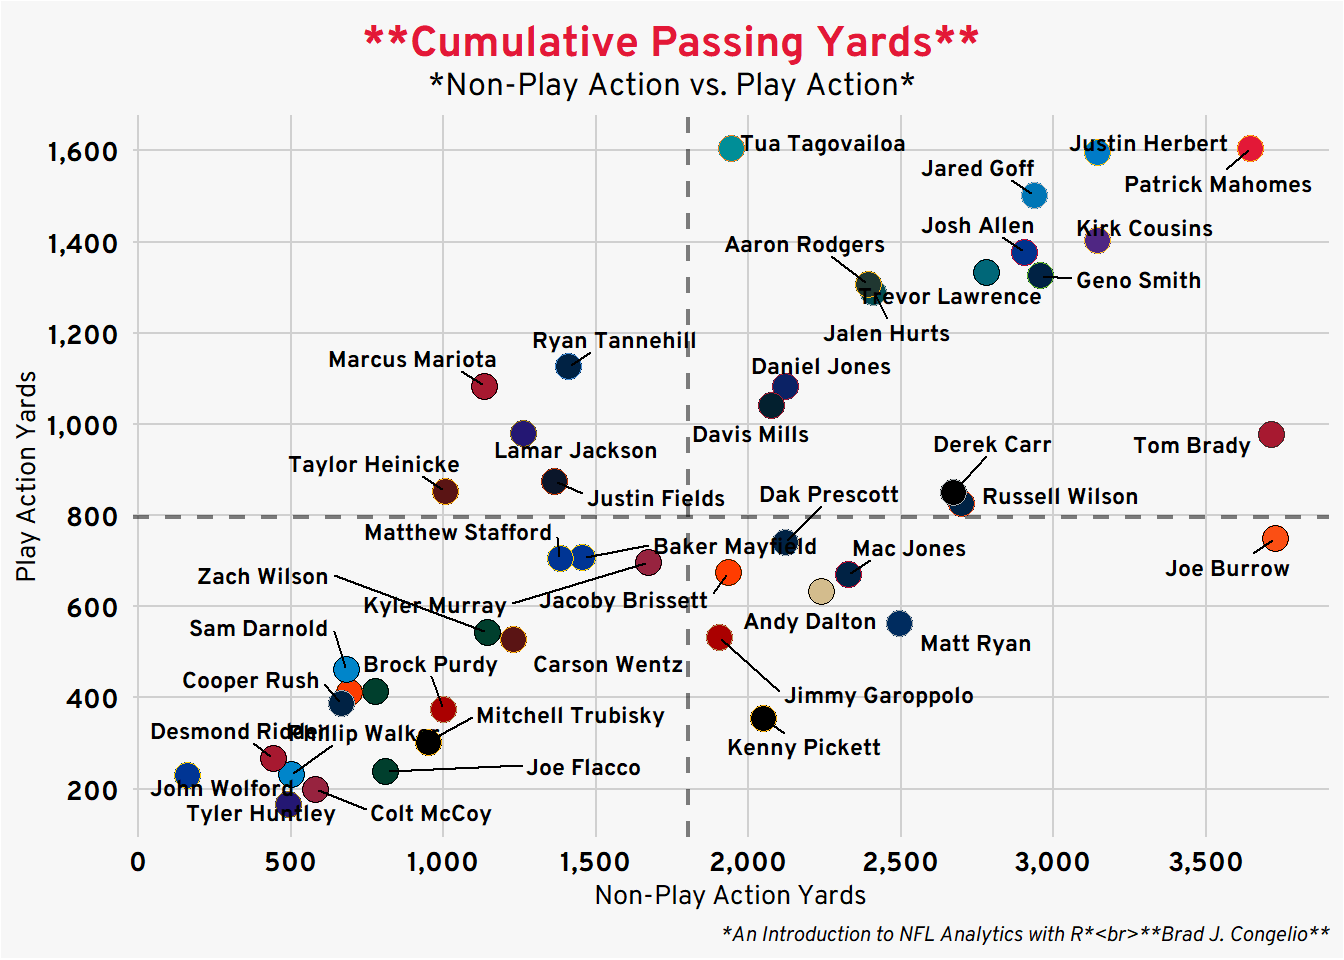 **Cumulative Passing Yards**
*Non-Play Action vs. Play Action*
1,600
1,400
1,200
1,000
800
600
400
200
Play Action Yards
Tua Tagovailoa
Justin Herbert
Jared Goff
Patrick Mahomes
Josh Allen
Kirk Cousins
Aaron Rodgers
Geno Smith
Trevor Lawrence
Jalen Hurts
Ryan Tannehill
Marcus Mariota
Daniel Jones
Davis Mills
Lamar Jackson
Derek Carr
Tom Brady
Taylor Heinicke
Justin Fields
Dak Prescott
Russell Wilson
Matthew Stafford
Baker Mayfield
Mac Jones
Joe Burrow
Zach Wilson
Kyler Murray
Jacoby Brissett
Andy Dalton
Sam Darnold
Matt Ryan
Brock Purdy
Carson Wentz
Cooper Rush
Jimmy Garoppolo
Mitchell Trubisky
Desmond Ridder
Phillip Walker
Kenny Pickett
Joe Flacco
John Wolford
Tyler Huntley
Colt McCoy
0
500
1,000
1,500
2,000
2,500
3,000
3,500
Non-Play Action Yards
*An Introduction to NFL Analytics with R*<br>**Brad J. Congelio**